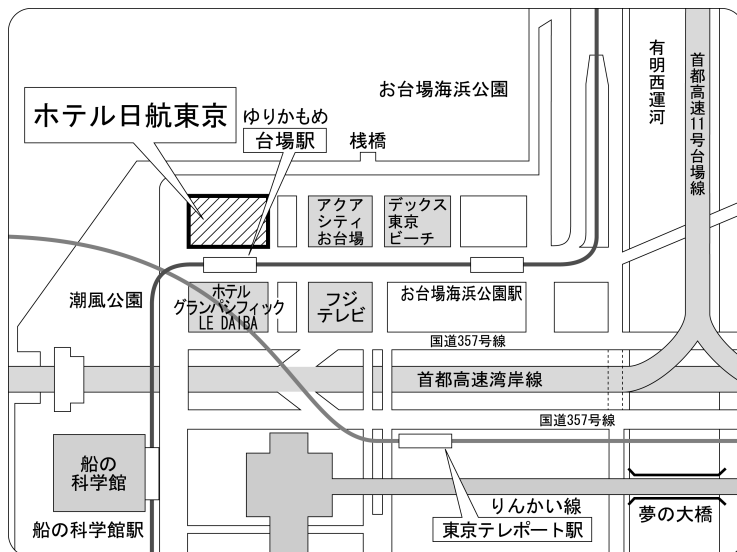 お台場海浜公園
有明西運河
首都高速11号台場線
ホテル日航東京
ゆりかもめ
台場駅
桟橋
アクア
シティ
お台場
デックス
東京
ビーチ
潮風公園
ホテル
グランパシフィック
LE DAIBA
フジ
テレビ
お台場海浜公園駅
国道357号線
首都高速湾岸線
国道357号線
船の
科学館
船の科学館駅
りんかい線
東京テレポート駅
夢の大橋